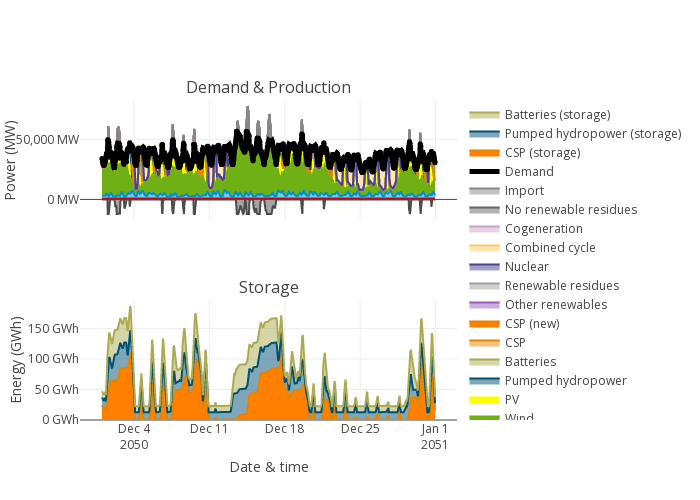 Demand & Production
Power (MW)
50,000 MW
0 MW
Storage
Energy (GWh)
150 GWh
100 GWh
50 GWh
0 GWh
Dec 4
2050
Dec 11
Dec 18
Dec 25
Jan 1
2051
Date & time
Batteries (storage)
Pumped hydropower (storage)
CSP (storage)
Demand
Import
No renewable residues
Cogeneration
Combined cycle
Nuclear
Renewable residues
Other renewables
CSP (new)
CSP
Batteries
Pumped hydropower
PV
Wind